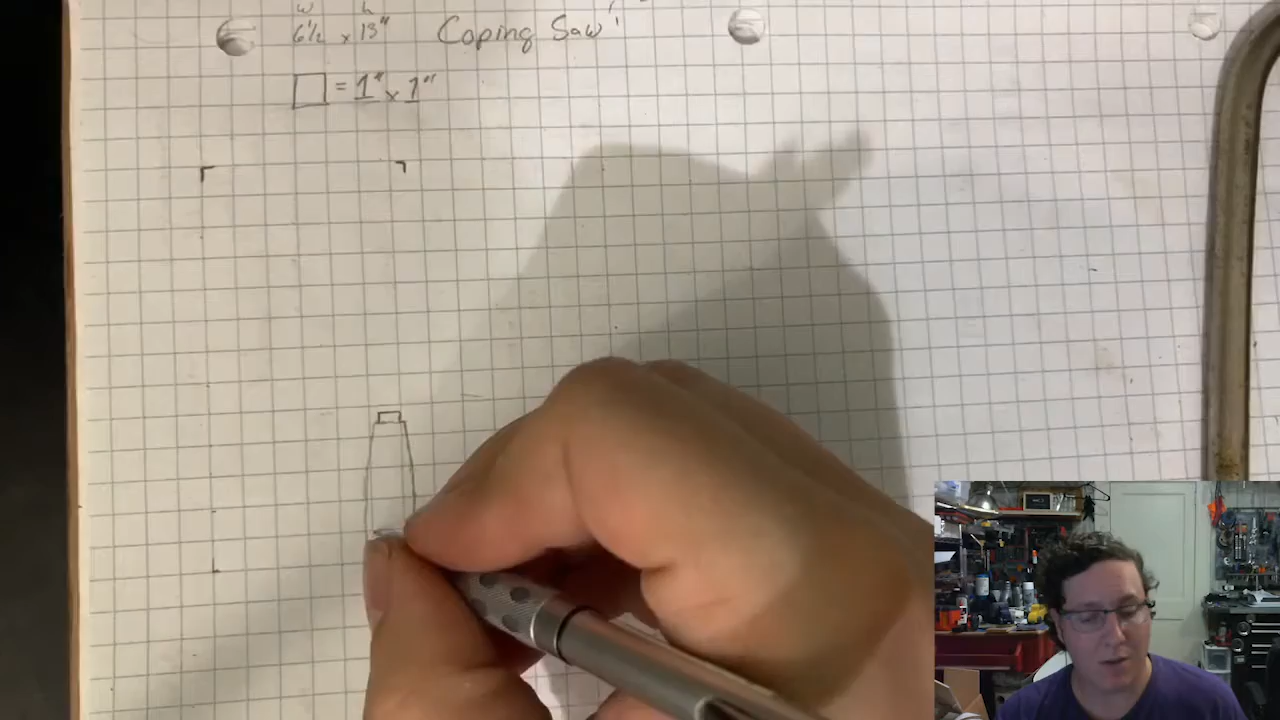 w h
6½ x 13" Coping Saw
□ = 1" x 1"